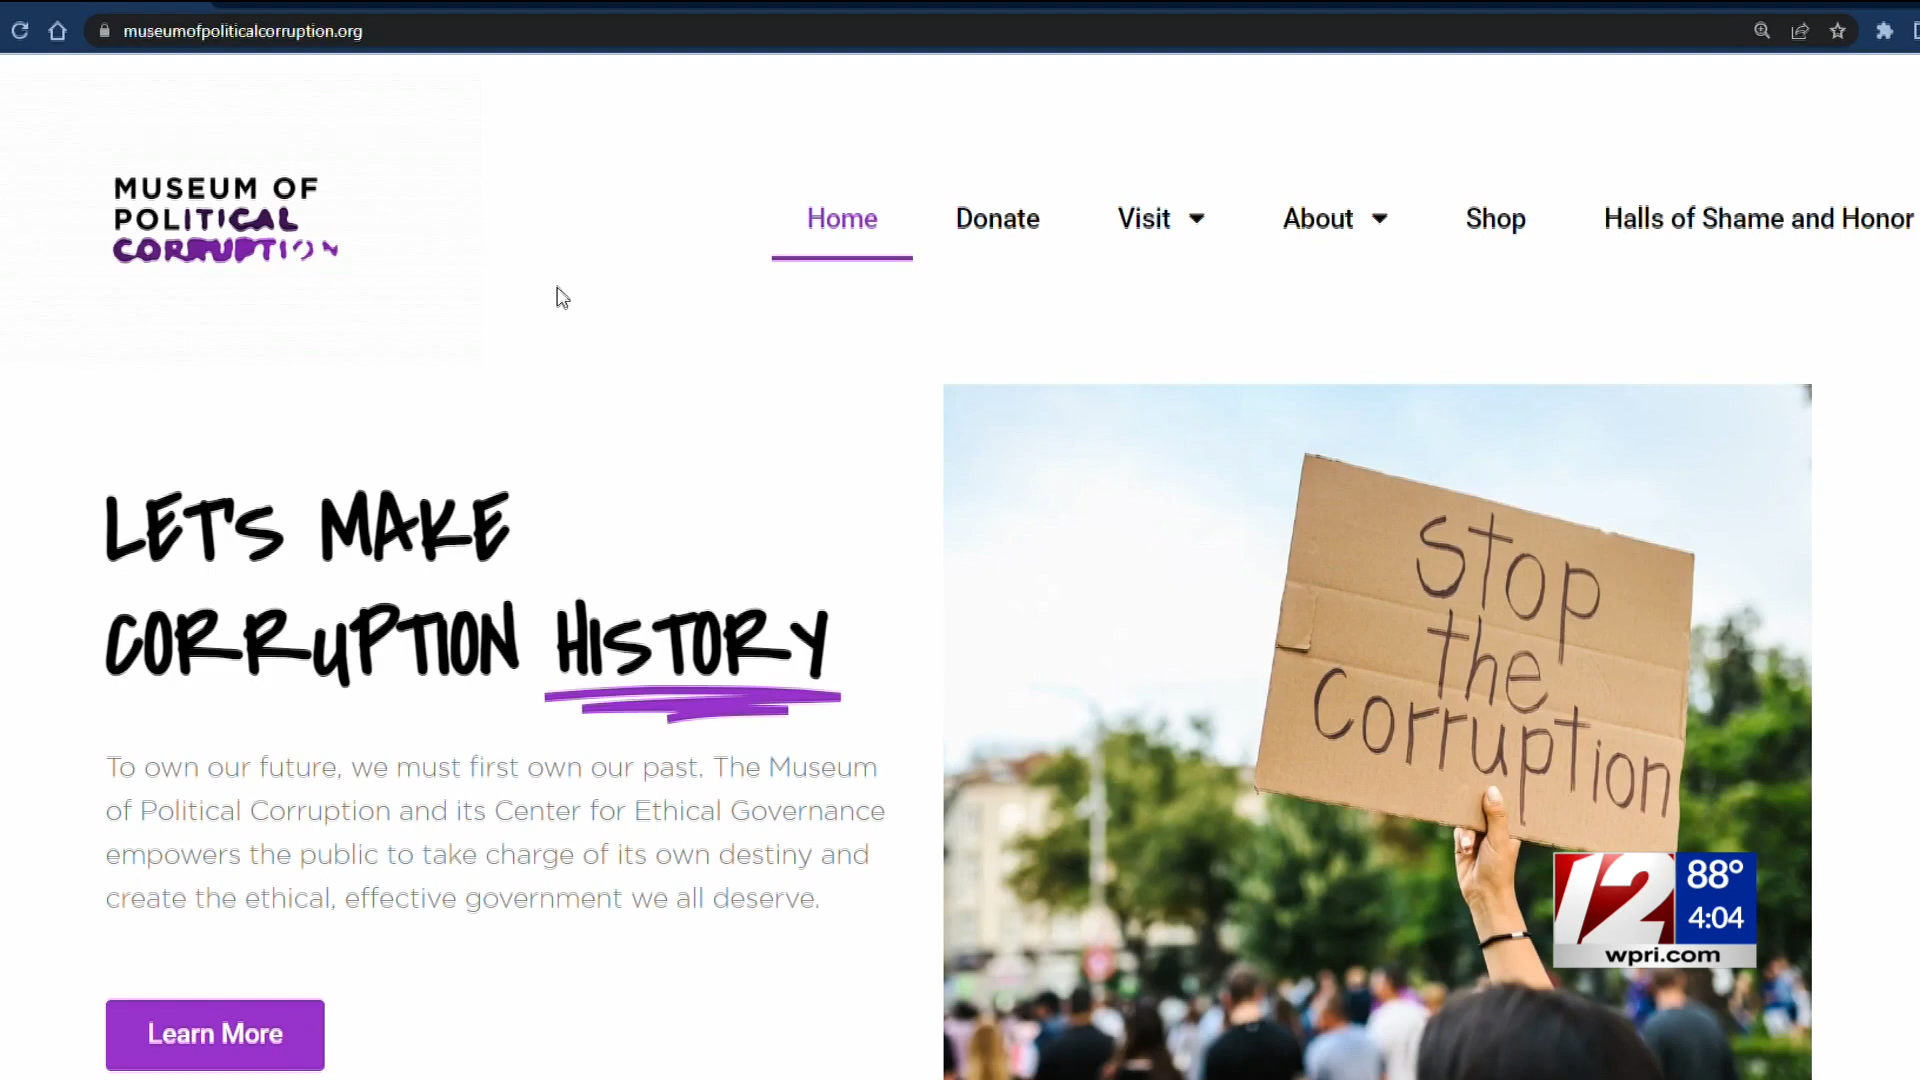 museumofpoliticalcorruption.org
MUSEUM OF
POLITICAL
CORRUPTION
Home
Donate
Visit
About
Shop
Halls of Shame and Honor
LET'S MAKE
CORRUPTION HISTORY
To own our future, we must first own our past. The Museum
of Political Corruption and its Center for Ethical Governance
empowers the public to take charge of its own destiny and
create the ethical, effective government we all deserve.
Learn More
Stop
the
Corruption
12
88°
4:04
wpri.com